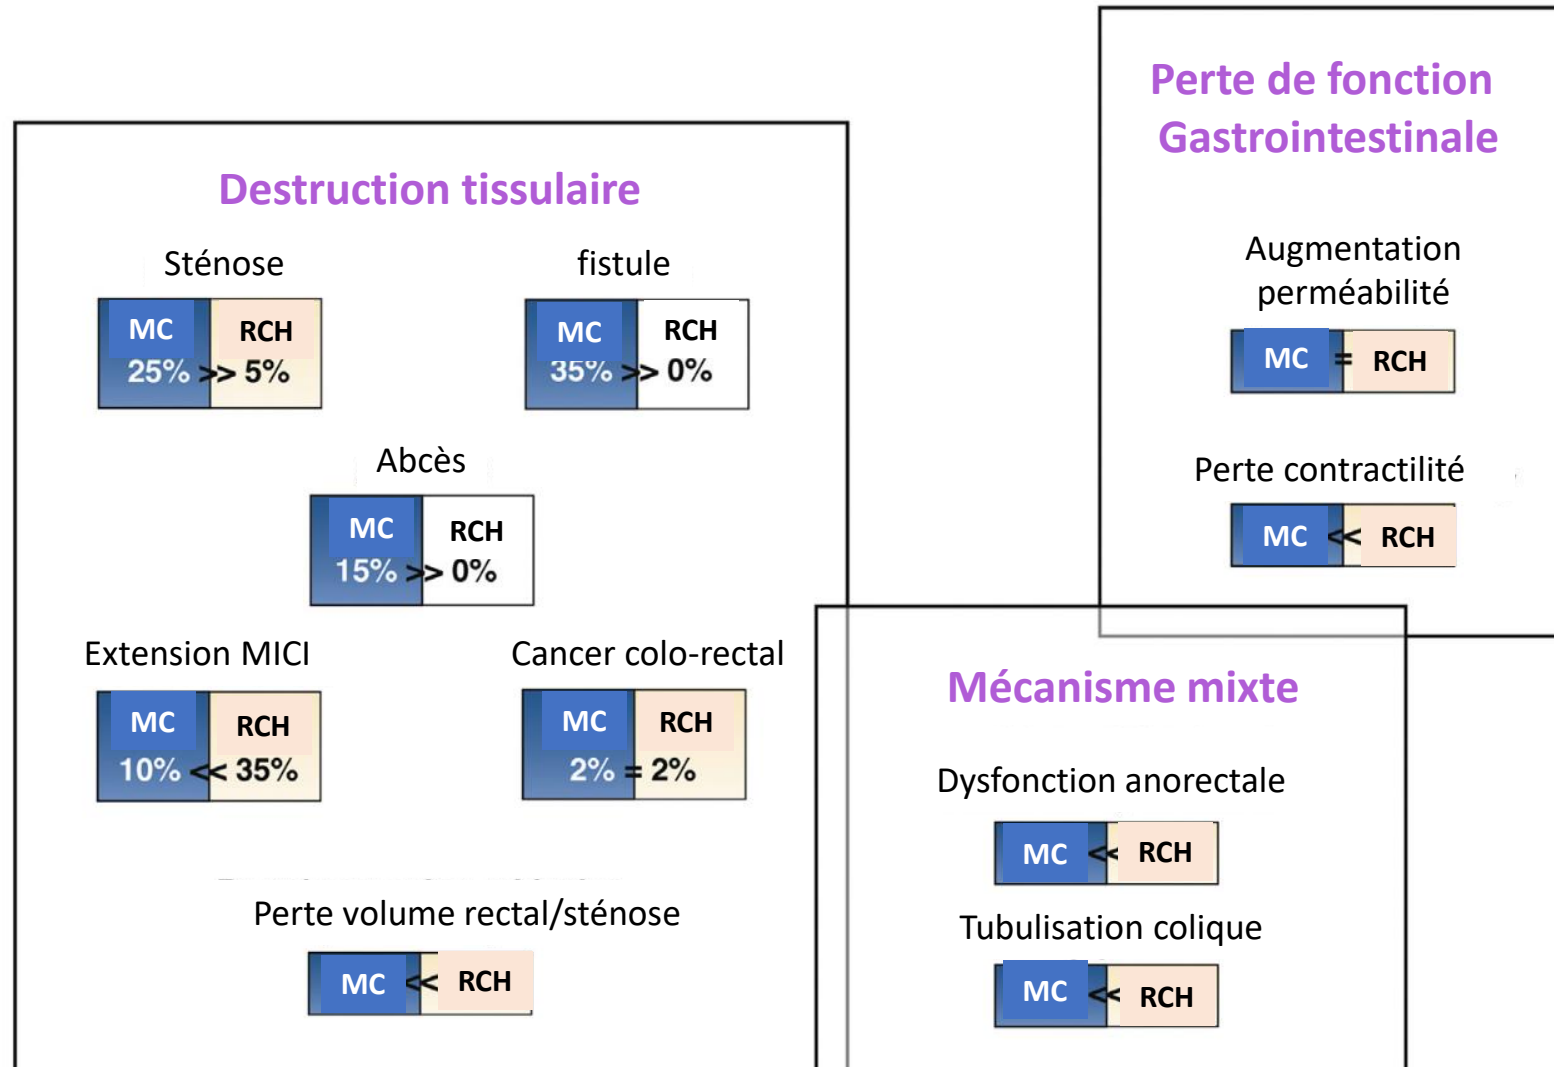 Perte de fonction
Gastrointestinale
Augmentation
perméabilité
MC = RCH
Perte contractilité
MC << RCH
Destruction tissulaire
Sténose
MC RCH
25% >> 5%
fistule
MC RCH
35% >> 0%
Abcès
MC RCH
15% >> 0%
Extension MICI
MC RCH
10% << 35%
Cancer colo-rectal
MC RCH
2% = 2%
Perte volume rectal/sténose
MC << RCH
Mécanisme mixte
Dysfonction anorectale
MC << RCH
Tubulisation colique
MC << RCH